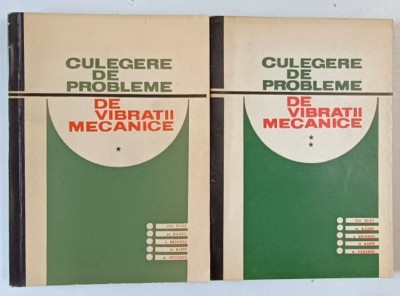 CULEGERE
DE
PROBLEME
DE
VIBRATII
MECANICE
*
CULEGERE
DE
PROBLEME
DE
VIBRATII
MECANICE
*
*